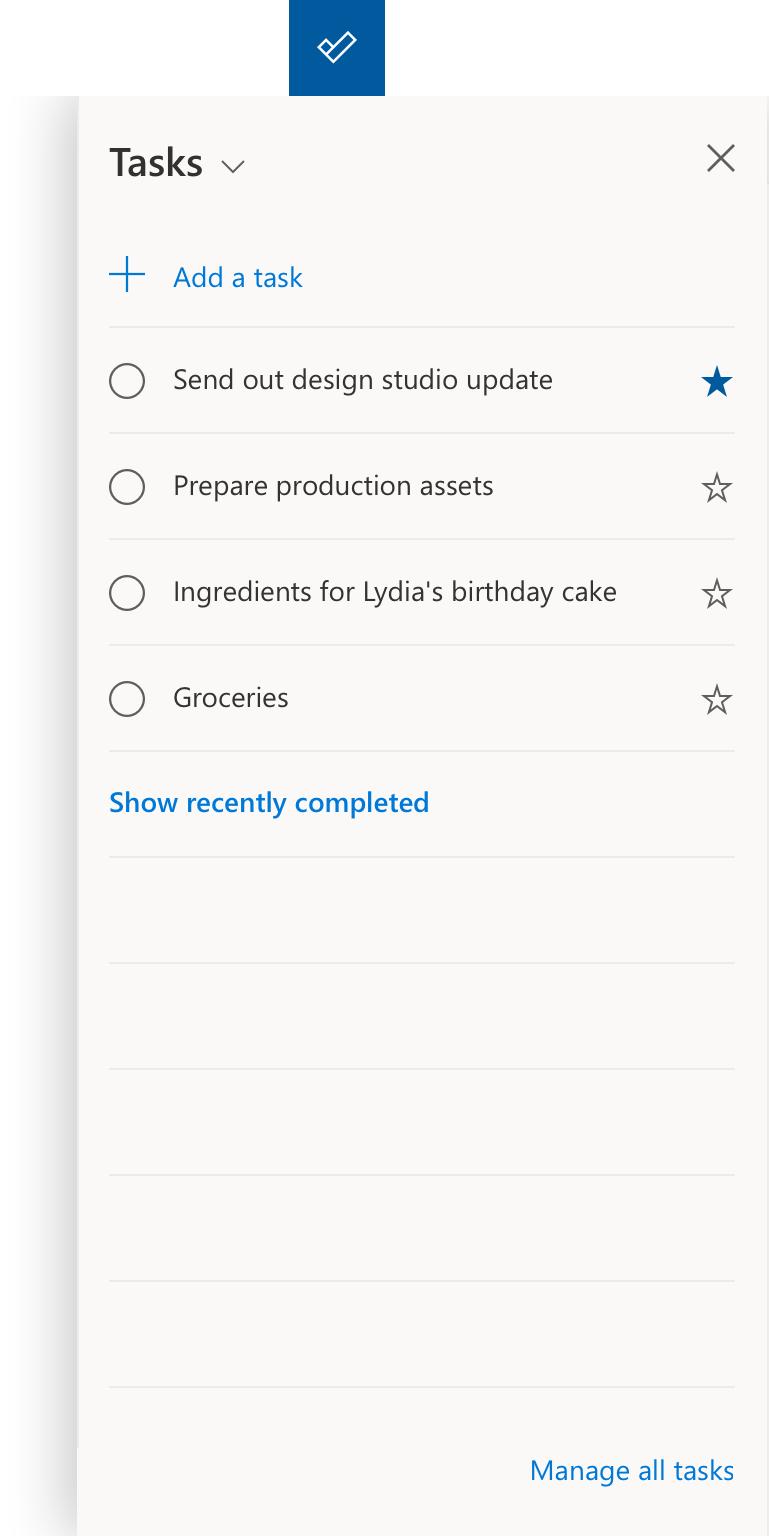 Tasks
Add a task
Send out design studio update
Prepare production assets
Ingredients for Lydia's birthday cake
Groceries
Show recently completed
Manage all tasks